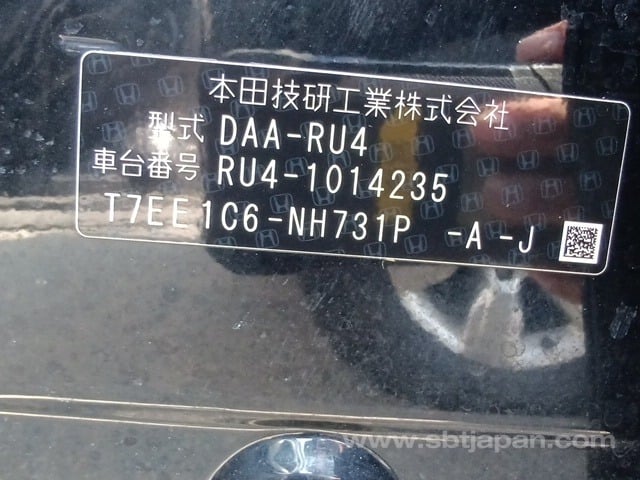 本田技研工業株式会社
型式 DAA-RU4
車台番号 RU4-1014235
T7EE1C6-NH731P -A -J
www.sbtjapan.com